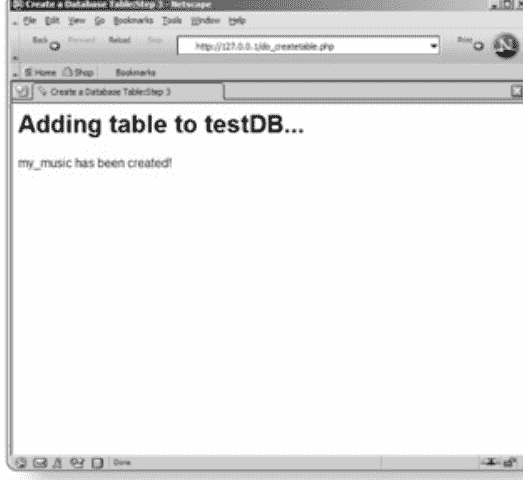 Create a Database Table:Step 3 - Netscape
File Edit View Go Bookmarks Tools Window Help
Back Forward Reload Stop http://127.0.0.1/do_createtable.php Print N
Home Shop Bookmarks
Create a Database Table:Step 3
Adding table to testDB...
my_music has been created!
Done